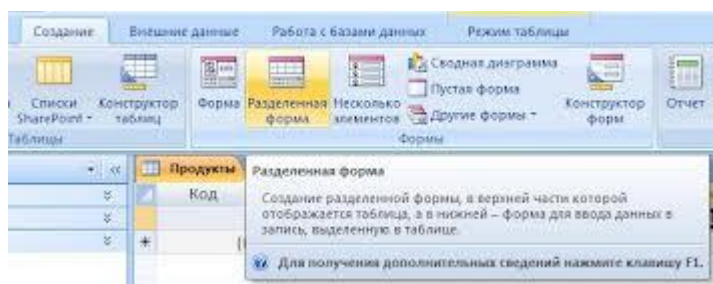 Создание Внешние данные Работа с базами данных Режим таблицы
Списки SharePoint
Конструктор таблиц
Форма
Разделенная форма
Несколько элементов
Сводная диаграмма
Пустая форма
Другие формы
Конструктор форм
Отчет
Таблицы
Формы
Продукты
Код
Разделенная форма
Создание разделенной формы, в верхней части которой
отображается таблица, а в нижней – форма для ввода данных в
запись, выделенную в таблице.
Для получения дополнительных сведений нажмите клавишу F1.